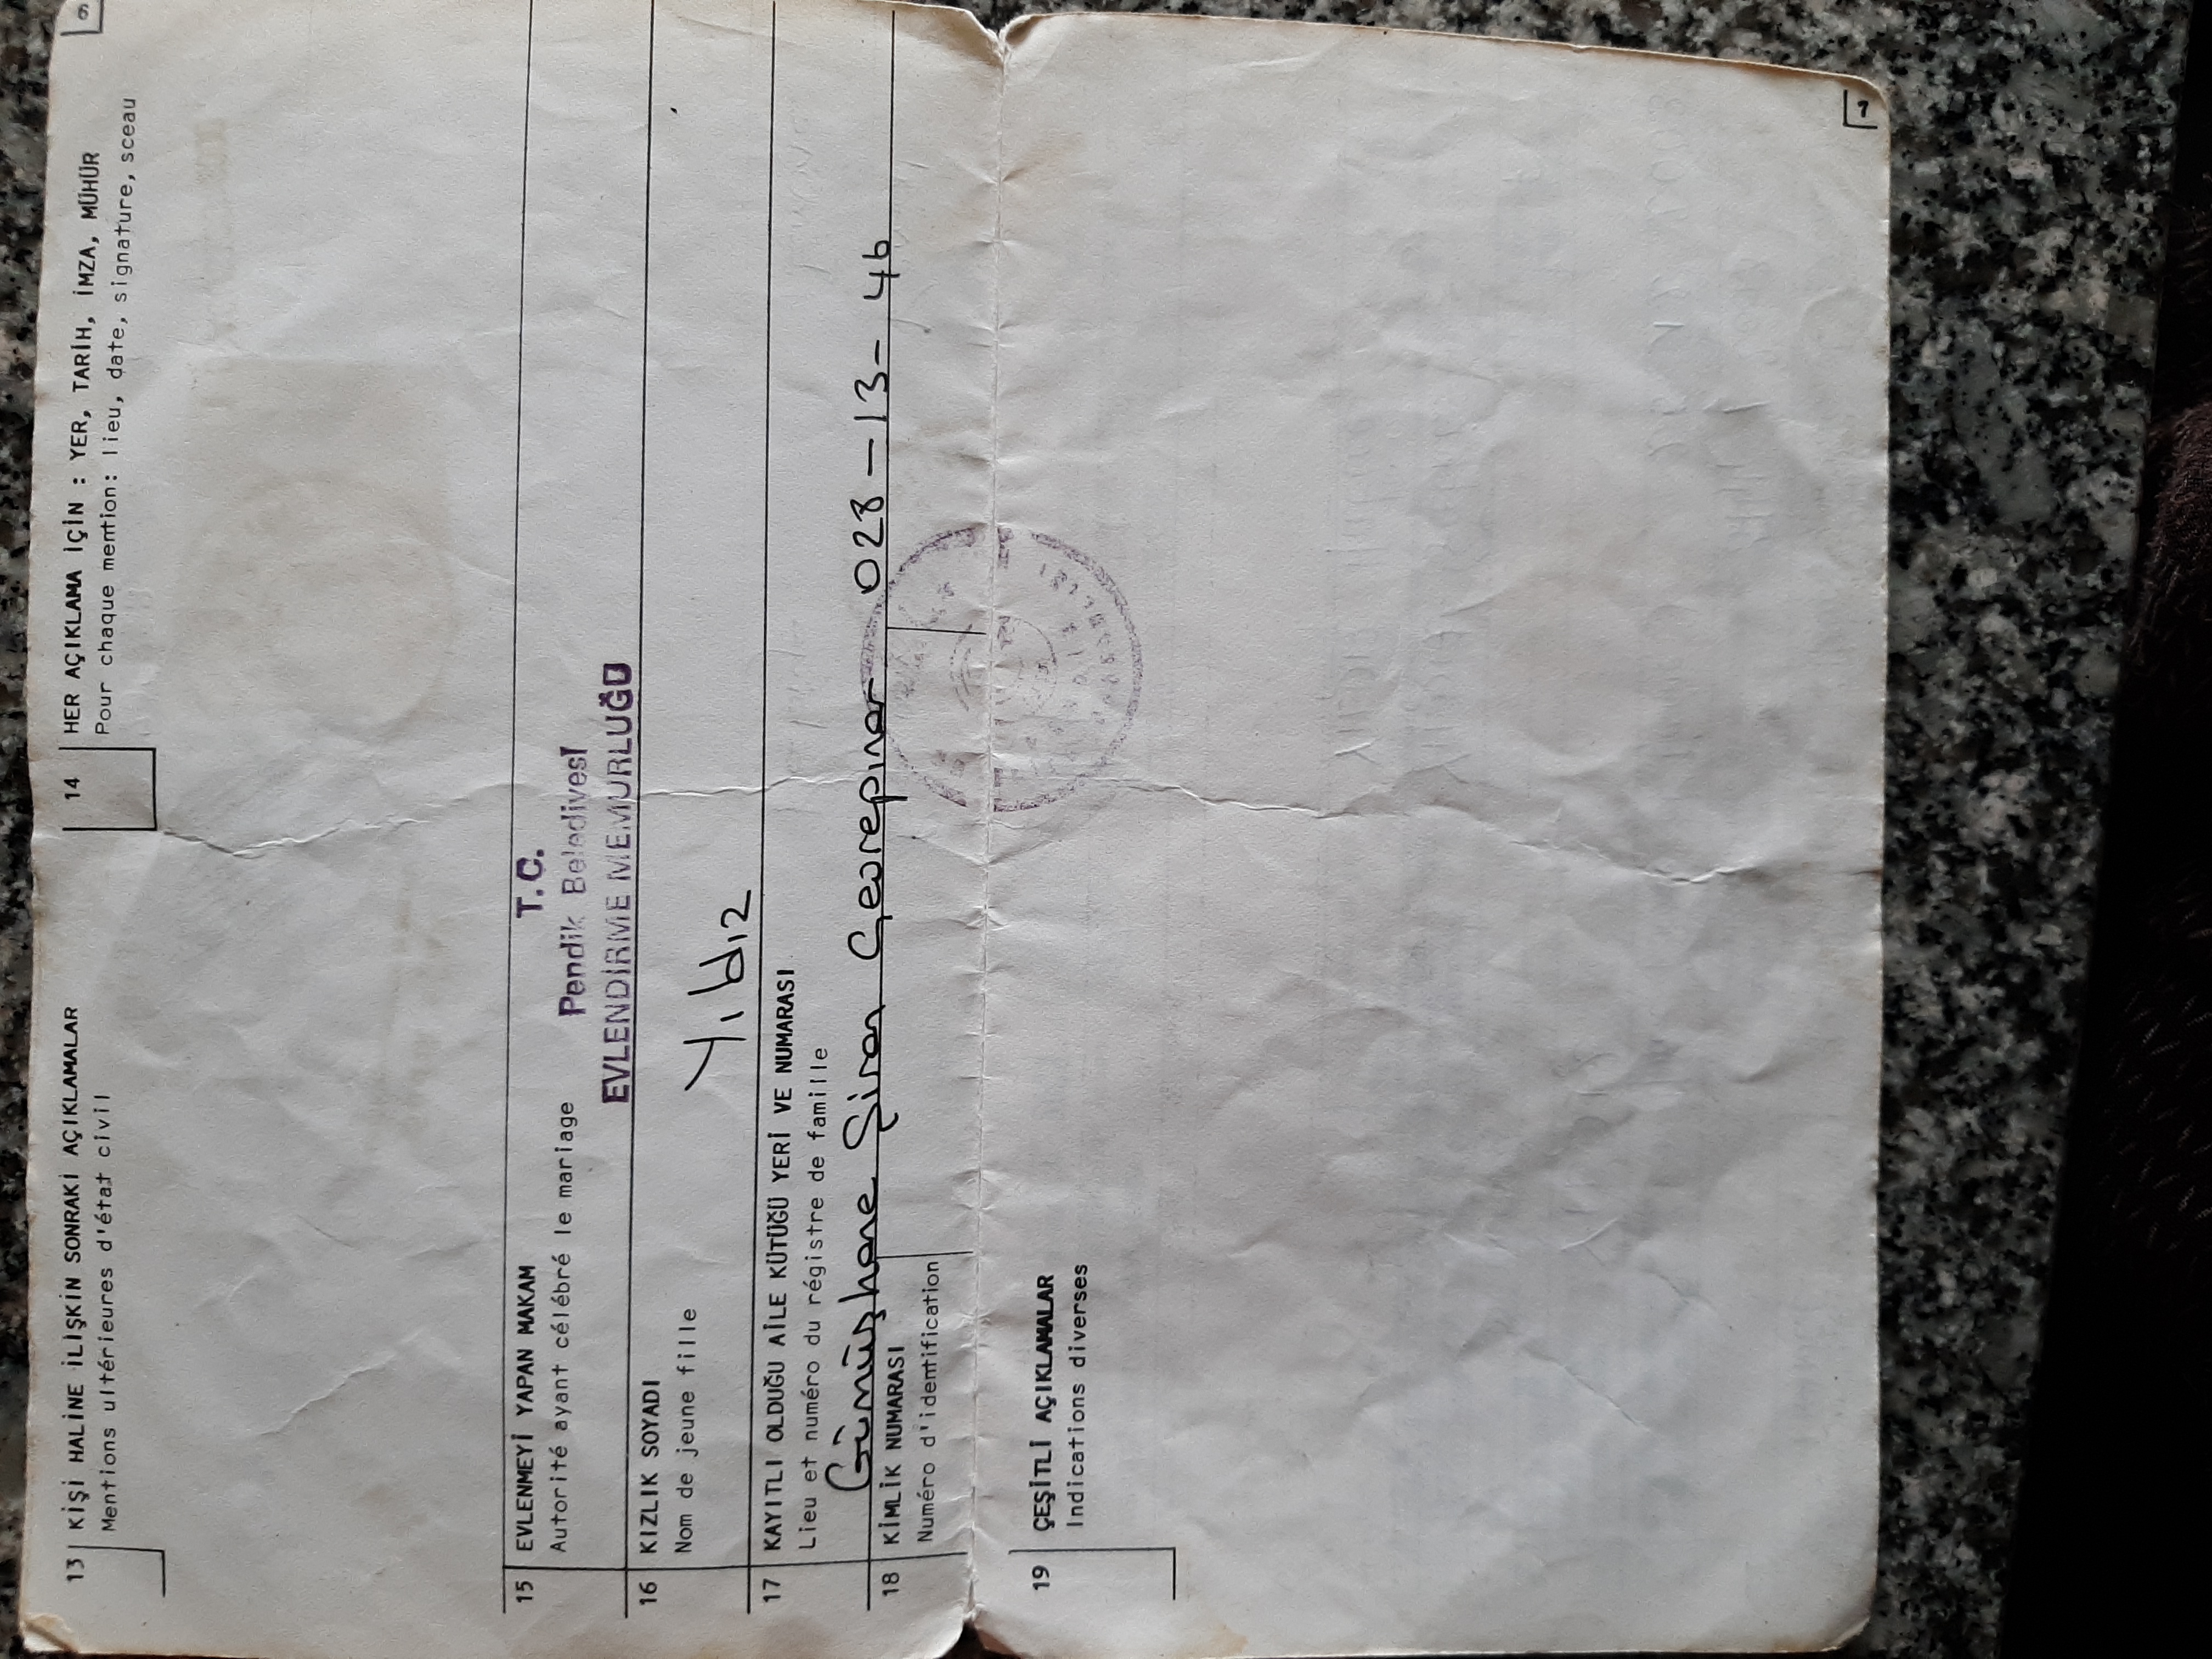 6
13 KİŞİ HALİNE İLİŞKİN SONRAKİ AÇIKLAMALAR
Mentions ultérieures d'état civil
14 HER AÇIKLAMA İÇİN : YER, TARİH, İMZA, MÜHÜR
Pour chaque mention: lieu, date, signature, sceau
15 EVLENMEYİ YAPAN MAKAM
Autorité ayant célébré le mariage
T.C.
Pendik Belediyesi
EVLENDİRME MEMURLUĞU
16 KIZLIK SOYADI
Nom de jeune fille
Yıldız
17 KAYITLI OLDUĞU AİLE KÜTÜĞÜ YERİ VE NUMARASI
Lieu et numéro du régistre de famille
Gümüşhane Şiran Çevrepınar 028-13-46
18 KİMLİK NUMARASI
Numéro d'identification
19 ÇEŞİTLİ AÇIKLAMALAR
Indications diverses
7